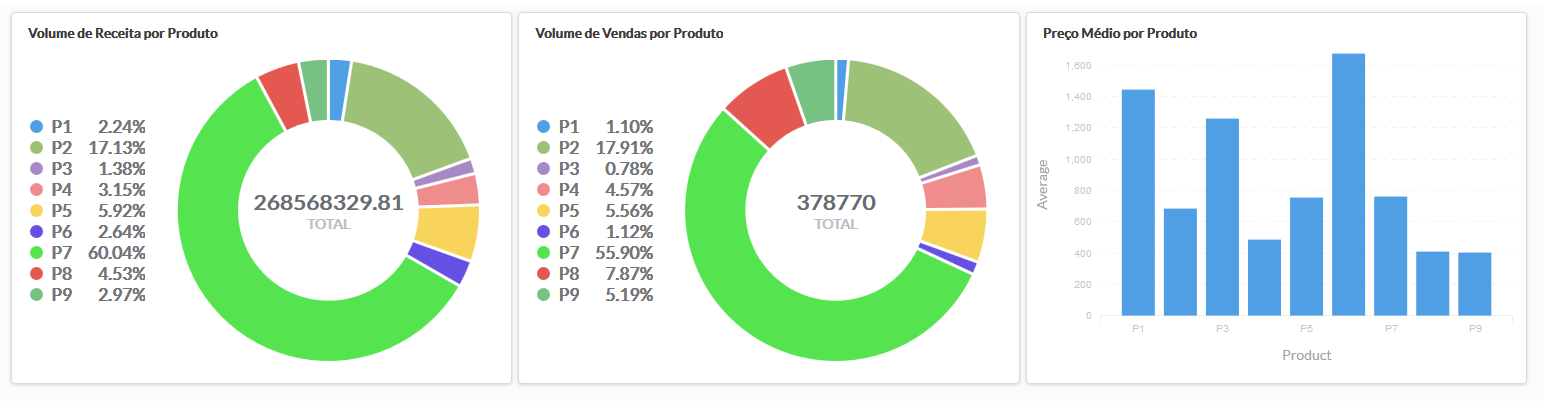 Volume de Receita por Produto
P1 2.24%
P2 17.13%
P3 1.38%
P4 3.15%
P5 5.92%
P6 2.64%
P7 60.04%
P8 4.53%
P9 2.97%
268568329.81
TOTAL
Volume de Vendas por Produto
P1 1.10%
P2 17.91%
P3 0.78%
P4 4.57%
P5 5.56%
P6 1.12%
P7 55.90%
P8 7.87%
P9 5.19%
378770
TOTAL
Preço Médio por Produto
Average
1,600
1,400
1,200
1,000
800
600
400
200
0
P1 P3 P5 P7 P9
Product